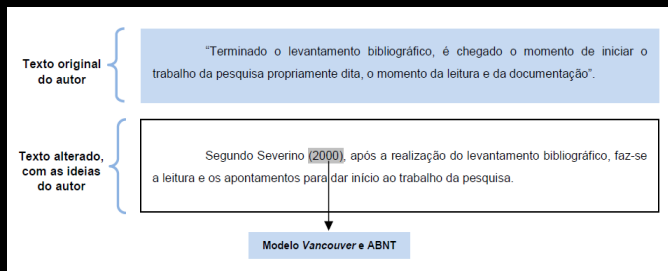 Texto original
do autor
“Terminado o levantamento bibliográfico, é chegado o momento de iniciar o
trabalho da pesquisa propriamente dita, o momento da leitura e da documentação”.
Texto alterado,
com as ideias
do autor
Segundo Severino (2000), após a realização do levantamento bibliográfico, faz-se
a leitura e os apontamentos para dar início ao trabalho da pesquisa.
Modelo Vancouver e ABNT